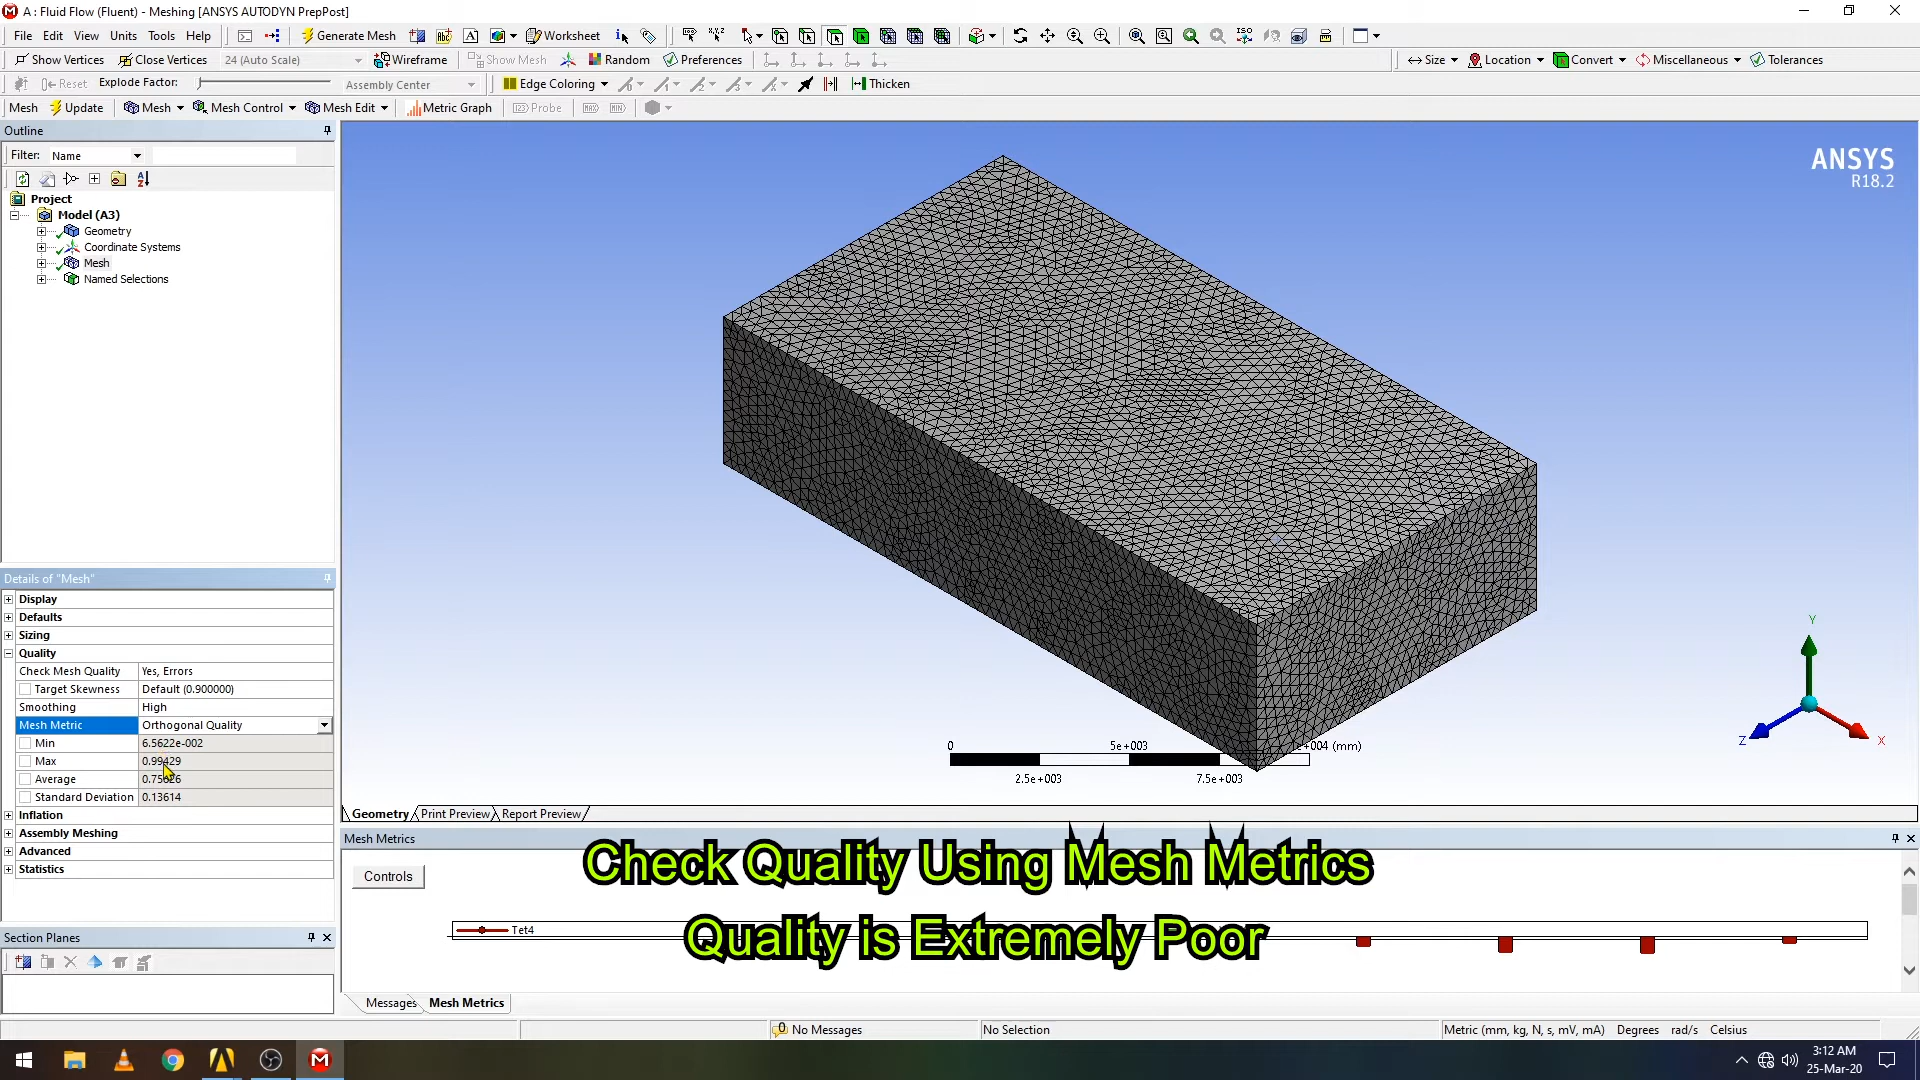 A : Fluid Flow (Fluent) - Meshing [ANSYS AUTODYN PrepPost]
File Edit View Units Tools Help Generate Mesh Worksheet
Show Vertices Close Vertices 24 (Auto Scale) Wireframe Show Mesh Random Preferences Size Location Convert Miscellaneous Tolerances
Reset Explode Factor: Assembly Center Edge Coloring Thicken
Mesh Update Mesh Mesh Control Mesh Edit Metric Graph Probe
Outline
Filter: Name
Project
Model (A3)
Geometry
Coordinate Systems
Mesh
Named Selections
ANSYS
R18.2
Details of "Mesh"
Display
Defaults
Sizing
Quality
Check Mesh Quality Yes, Errors
Target Skewness Default (0.900000)
Smoothing High
Mesh Metric Orthogonal Quality
Min 6.5622e-002
Max 0.99429
Average
Standard Deviation 0.13614
Inflation
Assembly Meshing
Advanced
Statistics
Y
Z
X
0 5e+003 (mm)
2.5e+003 7.5e+003
Geometry Print Preview Report Preview
Mesh Metrics
Controls
Check Quality Using Mesh Metrics
Tet4
Quality is Extremely Poor
Section Planes
Messages Mesh Metrics
No Messages No Selection Metric (mm, kg, N, s, mV, mA) Degrees rad/s Celsius
3:12 AM
25-Mar-20